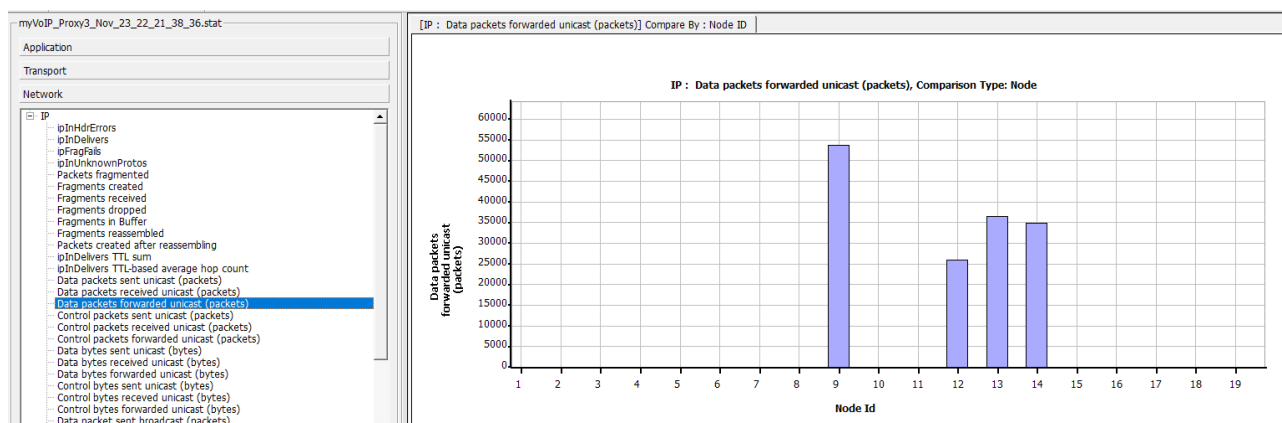 myVoIP_Proxy3_Nov_23_22_21_38_36.stat
Application
Transport
Network
IP
ipInHdrErrors
ipInDelivers
ipFragFails
ipInUnknownProtos
Packets fragmented
Fragments created
Fragments received
Fragments dropped
Fragments in Buffer
Fragments reassembled
Packets created after reassembling
ipInDelivers TTL sum
ipInDelivers TTL-based average hop count
Data packets sent unicast (packets)
Data packets received unicast (packets)
Data packets forwarded unicast (packets)
Control packets sent unicast (packets)
Control packets received unicast (packets)
Control packets forwarded unicast (packets)
Data bytes sent unicast (bytes)
Data bytes received unicast (bytes)
Data bytes forwarded unicast (bytes)
Control bytes sent unicast (bytes)
Control bytes receved unicast (bytes)
Control bytes forwarded unicast (bytes)
Data packet sent broadcast (packets)
[IP : Data packets forwarded unicast (packets)] Compare By : Node ID
IP : Data packets forwarded unicast (packets), Comparison Type: Node
Data packets
forwarded unicast
(packets)
60000
55000
50000
45000
40000
35000
30000
25000
20000
15000
10000
5000
0
1 2 3 4 5 6 7 8 9 10 11 12 13 14 15 16 17 18 19
Node Id